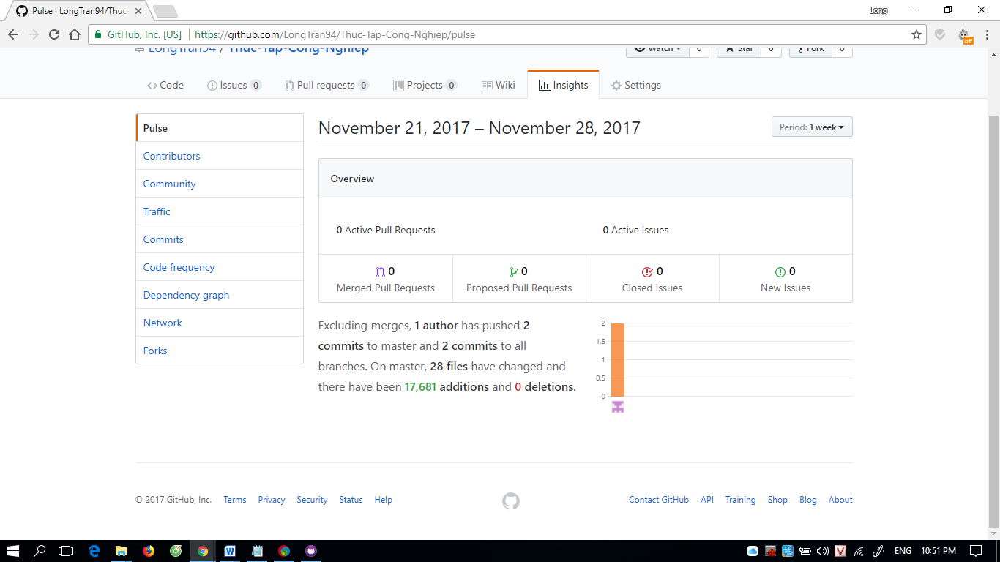 Pulse · LongTran94/Thuc-
Long
GitHub, Inc. [US] https://github.com/LongTran94/Thuc-Tap-Cong-Nghiep/pulse
off
LongTran94 / Thuc-Tap-Cong-Nghiep
Watch 0 Star 0 Fork 0
Code Issues 0 Pull requests 0 Projects 0 Wiki Insights Settings
Pulse
Contributors
Community
Traffic
Commits
Code frequency
Dependency graph
Network
Forks
November 21, 2017 – November 28, 2017
Period: 1 week
Overview
0 Active Pull Requests
0 Active Issues
0
Merged Pull Requests
0
Proposed Pull Requests
0
Closed Issues
0
New Issues
Excluding merges, 1 author has pushed 2
commits to master and 2 commits to all
branches. On master, 28 files have changed and
there have been 17,681 additions and 0 deletions.
2
1.5
1
0.5
0
© 2017 GitHub, Inc. Terms Privacy Security Status Help
Contact GitHub API Training Shop Blog About
ENG 10:51 PM